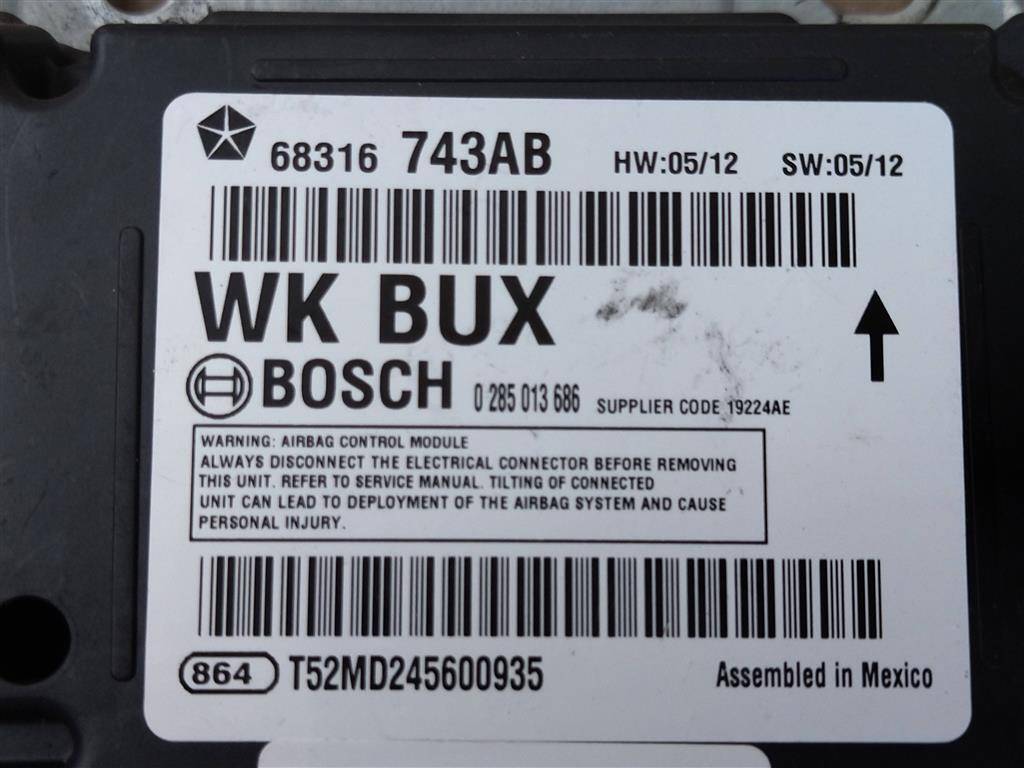 68316 743AB HW:05/12 SW:05/12
WK BUX
BOSCH 0 285 013 686 SUPPLIER CODE 19224AE
WARNING: AIRBAG CONTROL MODULE
ALWAYS DISCONNECT THE ELECTRICAL CONNECTOR BEFORE REMOVING
THIS UNIT. REFER TO SERVICE MANUAL. TILTING OF CONNECTED
UNIT CAN LEAD TO DEPLOYMENT OF THE AIRBAG SYSTEM AND CAUSE
PERSONAL INJURY.
864 T52MD245600935 Assembled in Mexico